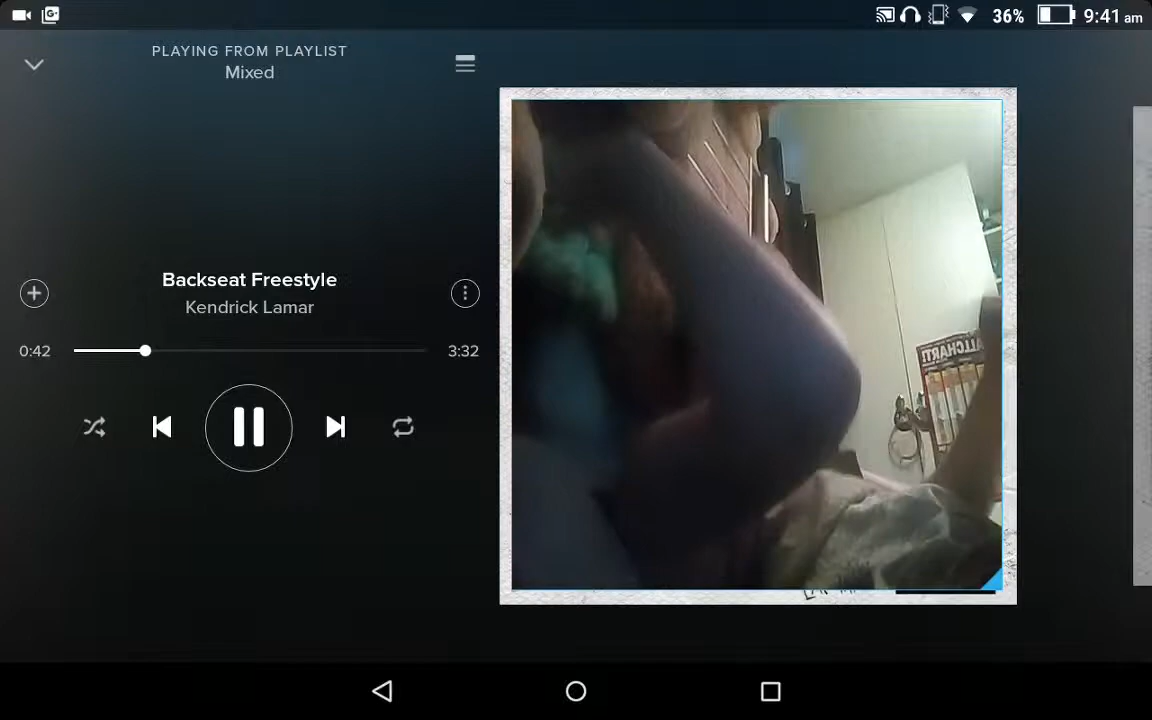 36% 9:41 am
PLAYING FROM PLAYLIST
Mixed
Backseat Freestyle
Kendrick Lamar
0:42 3:32